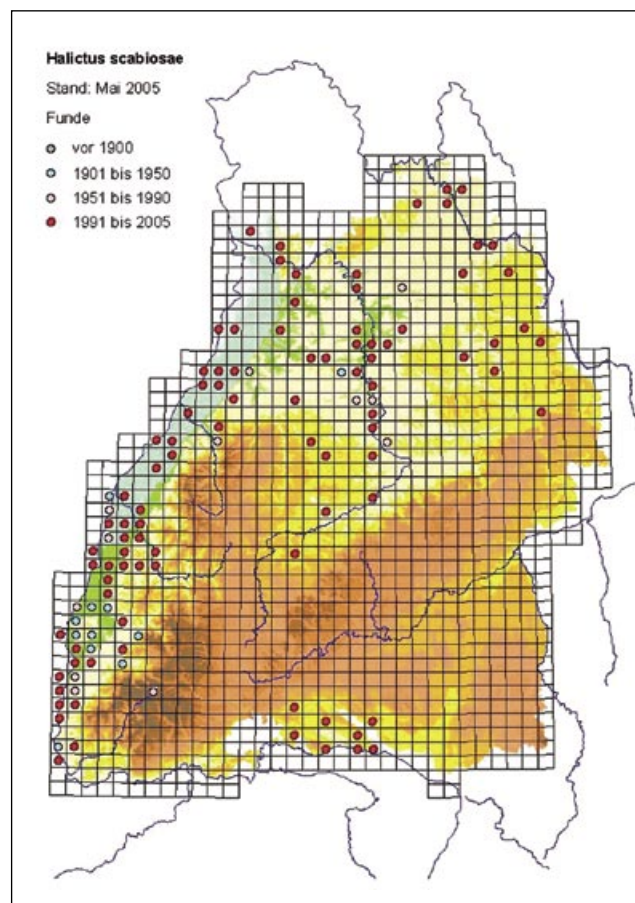 Halictus scabiosae
Stand: Mai 2005
Funde
vor 1900
1901 bis 1950
1951 bis 1990
1991 bis 2005